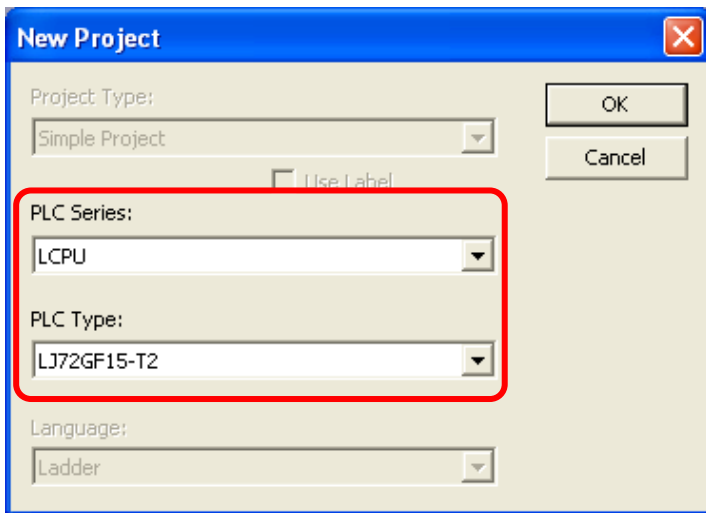 New Project
Project Type:
Simple Project
Use Label
PLC Series:
LCPU
PLC Type:
LJ72GF15-T2
Language:
Ladder
OK
Cancel